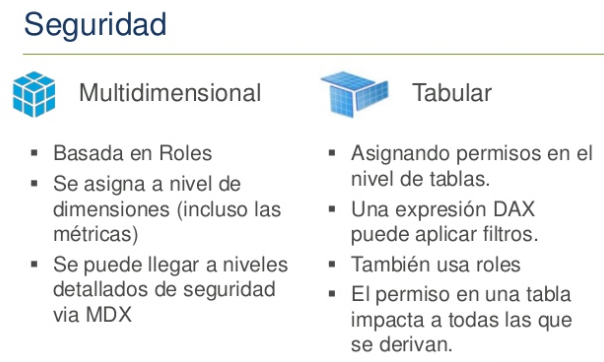 Seguridad
Multidimensional
▪ Basada en Roles
▪ Se asigna a nivel de
dimensiones (incluso las
métricas)
▪ Se puede llegar a niveles
detallados de seguridad
via MDX
Tabular
▪ Asignando permisos en el
nivel de tablas.
▪ Una expresión DAX
puede aplicar filtros.
▪ También usa roles
▪ El permiso en una tabla
impacta a todas las que
se derivan.